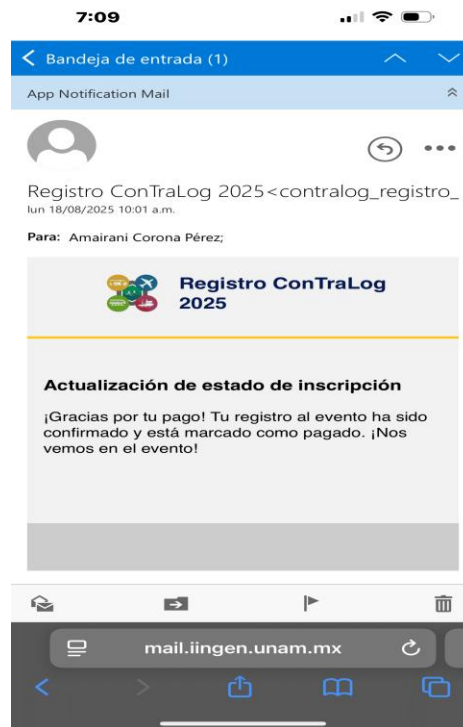 7:09
Bandeja de entrada (1)
App Notification Mail
Registro ConTraLog 2025<contralog_registro_
lun 18/08/2025 10:01 a.m.
Para: Amairani Corona Pérez;
Registro ConTraLog
2025
Actualización de estado de inscripción
¡Gracias por tu pago! Tu registro al evento ha sido
confirmado y está marcado como pagado. ¡Nos
vemos en el evento!
mail.iingen.unam.mx